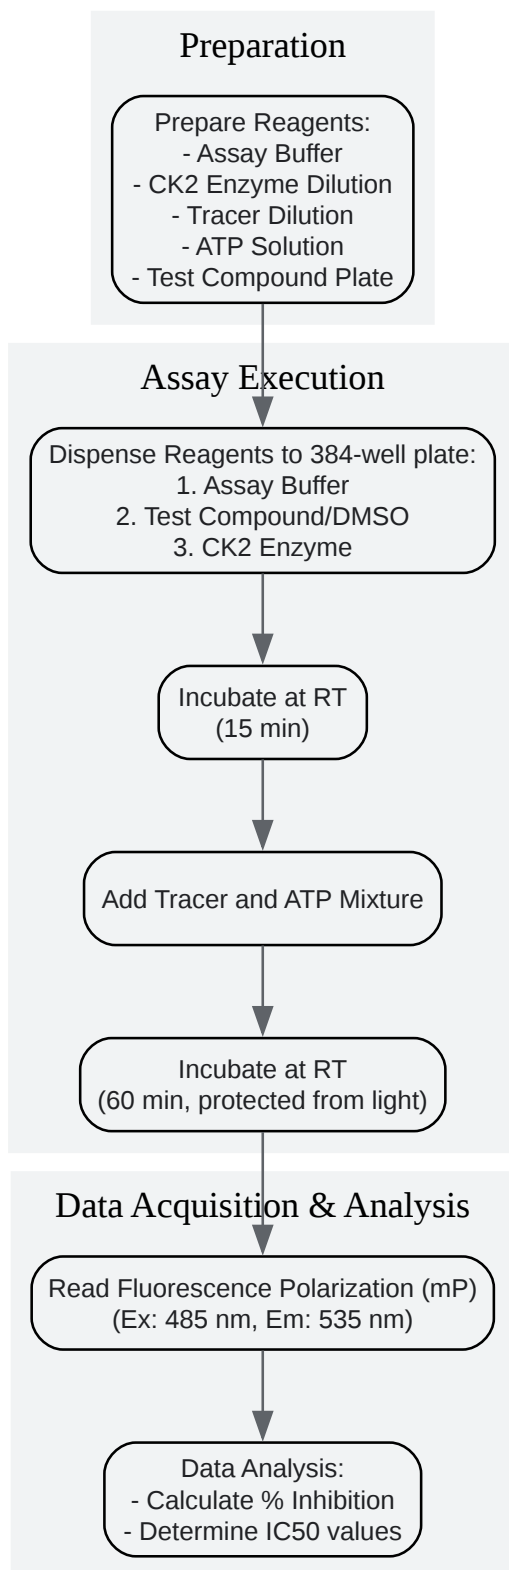 Preparation
Prepare Reagents:
- Assay Buffer
- CK2 Enzyme Dilution
- Tracer Dilution
- ATP Solution
- Test Compound Plate
Assay Execution
Dispense Reagents to 384-well plate:
1. Assay Buffer
2. Test Compound/DMSO
3. CK2 Enzyme
Incubate at RT
(15 min)
Add Tracer and ATP Mixture
Incubate at RT
(60 min, protected from light)
Data Acquisition & Analysis
Read Fluorescence Polarization (mP)
(Ex: 485 nm, Em: 535 nm)
Data Analysis:
- Calculate % Inhibition
- Determine IC50 values